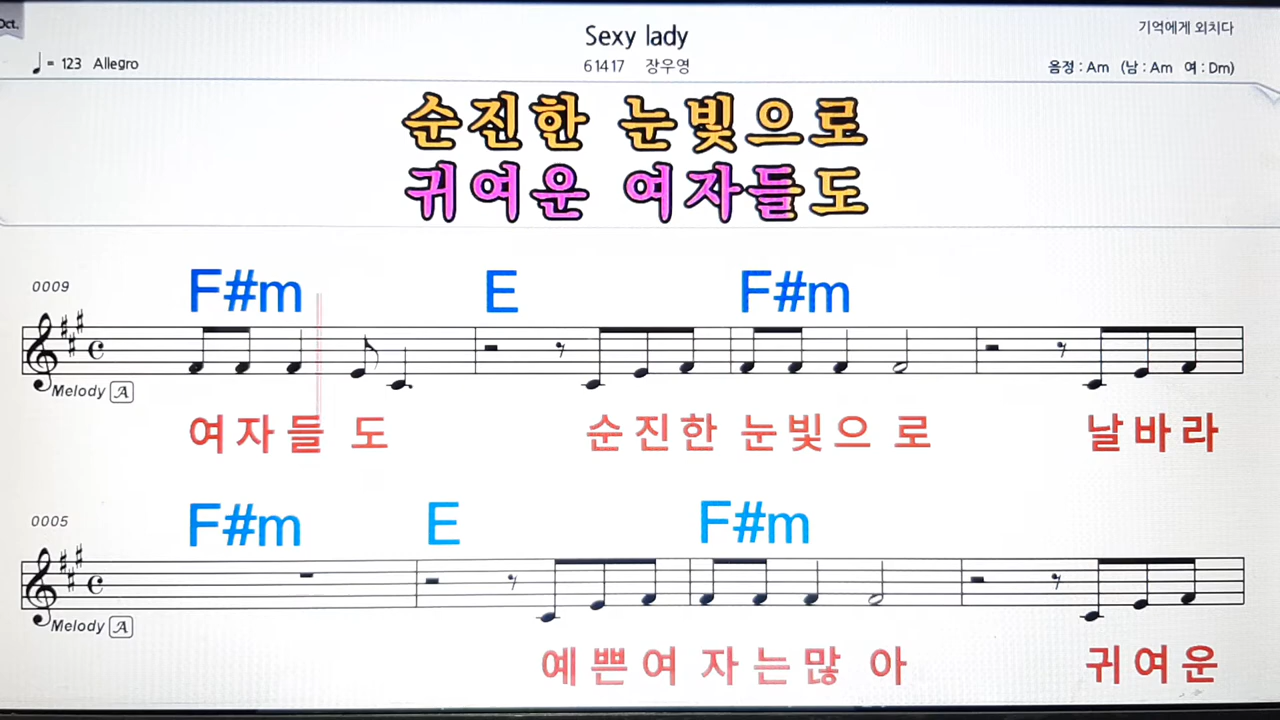 Oct.
Sexy lady
기억에게 외치다
♩= 123 Allegro
61417 장우영
음정 : Am (남 : Am 여 : Dm)
순진한 눈빛으로
귀여운 여자들도
0009
F#m E F#m
Melody A
여자들 도 순진한 눈빛으 로 날바라
0005
F#m E F#m
Melody A
예쁜여 자는많 아 귀여운